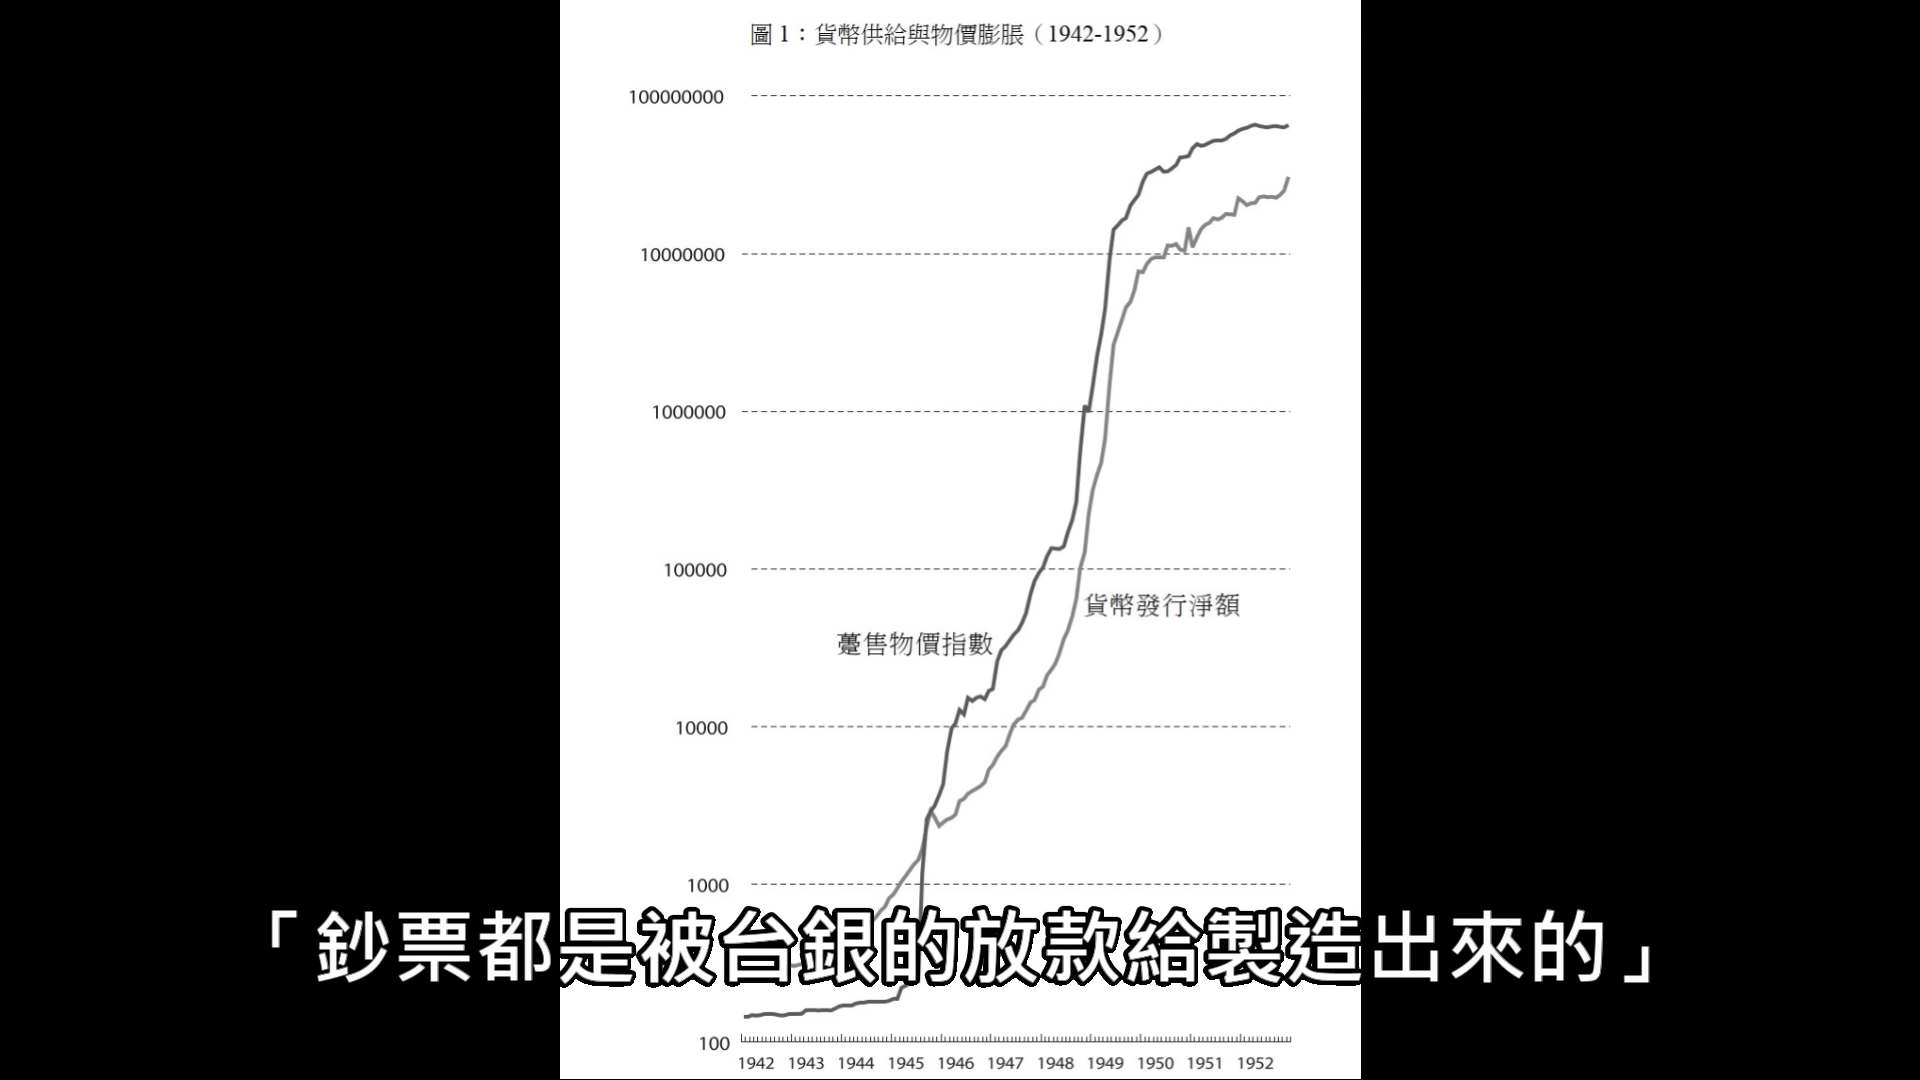 圖 1：貨幣供給與物價膨脹（1942-1952）
100000000
10000000
1000000
100000
貨幣發行淨額
躉售物價指數
10000
1000
「鈔票都是被台銀的放款給製造出來的」
100
1942 1943 1944 1945 1946 1947 1948 1949 1950 1951 1952